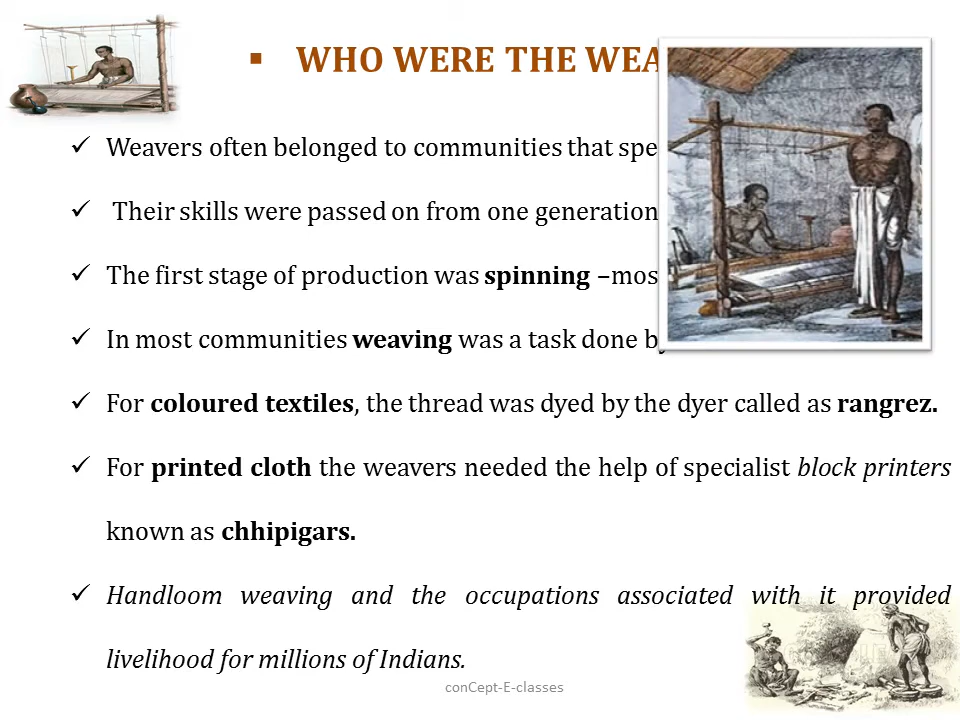 ▪ WHO WERE THE
✓ Weavers often belonged to communities that
✓ Their skills were passed on from one generation
✓ The first stage of production was spinning –
✓ In most communities weaving was a task done
✓ For coloured textiles, the thread was dyed by the dyer called as rangrez.
✓ For printed cloth the weavers needed the help of specialist block printers
known as chhipigars.
✓ Handloom weaving and the occupations associated with it provided
livelihood for millions of Indians.
conCept-E-classes